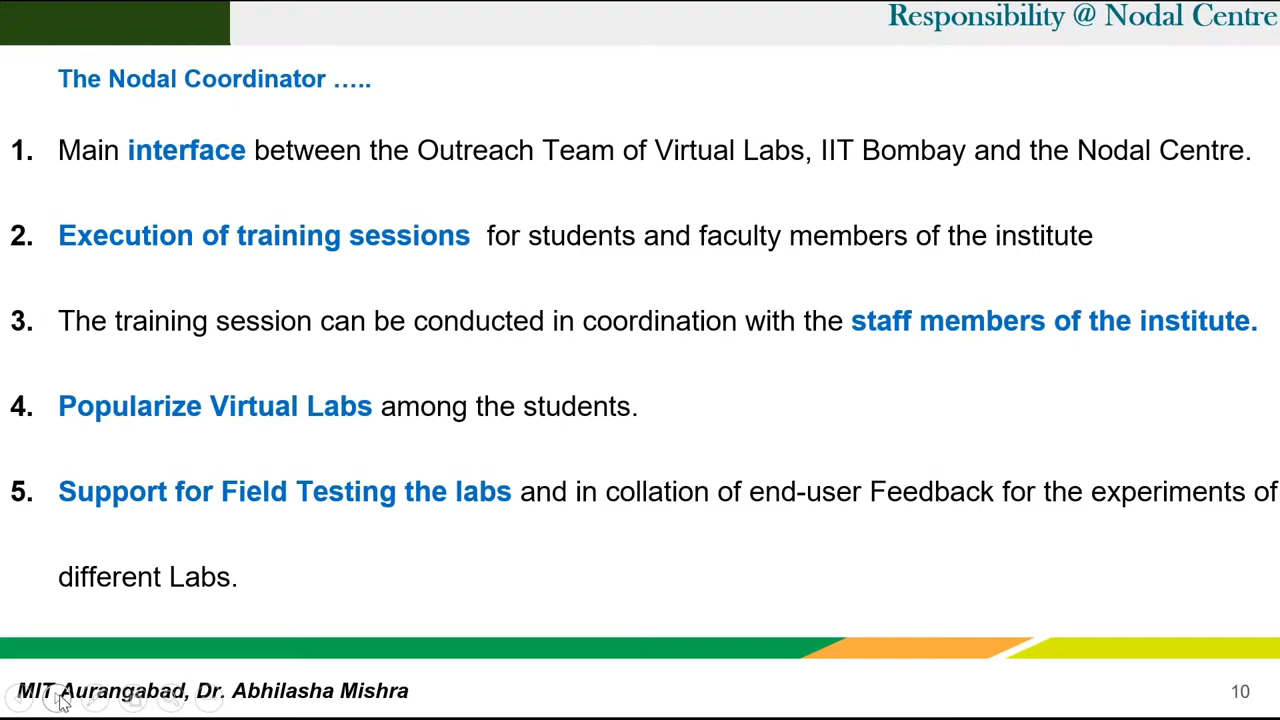 Responsibility @ Nodal Centre
The Nodal Coordinator …..
1. Main interface between the Outreach Team of Virtual Labs, IIT Bombay and the Nodal Centre.
2. Execution of training sessions for students and faculty members of the institute
3. The training session can be conducted in coordination with the staff members of the institute.
4. Popularize Virtual Labs among the students.
5. Support for Field Testing the labs and in collation of end-user Feedback for the experiments of
different Labs.
MIT Aurangabad, Dr. Abhilasha Mishra
10